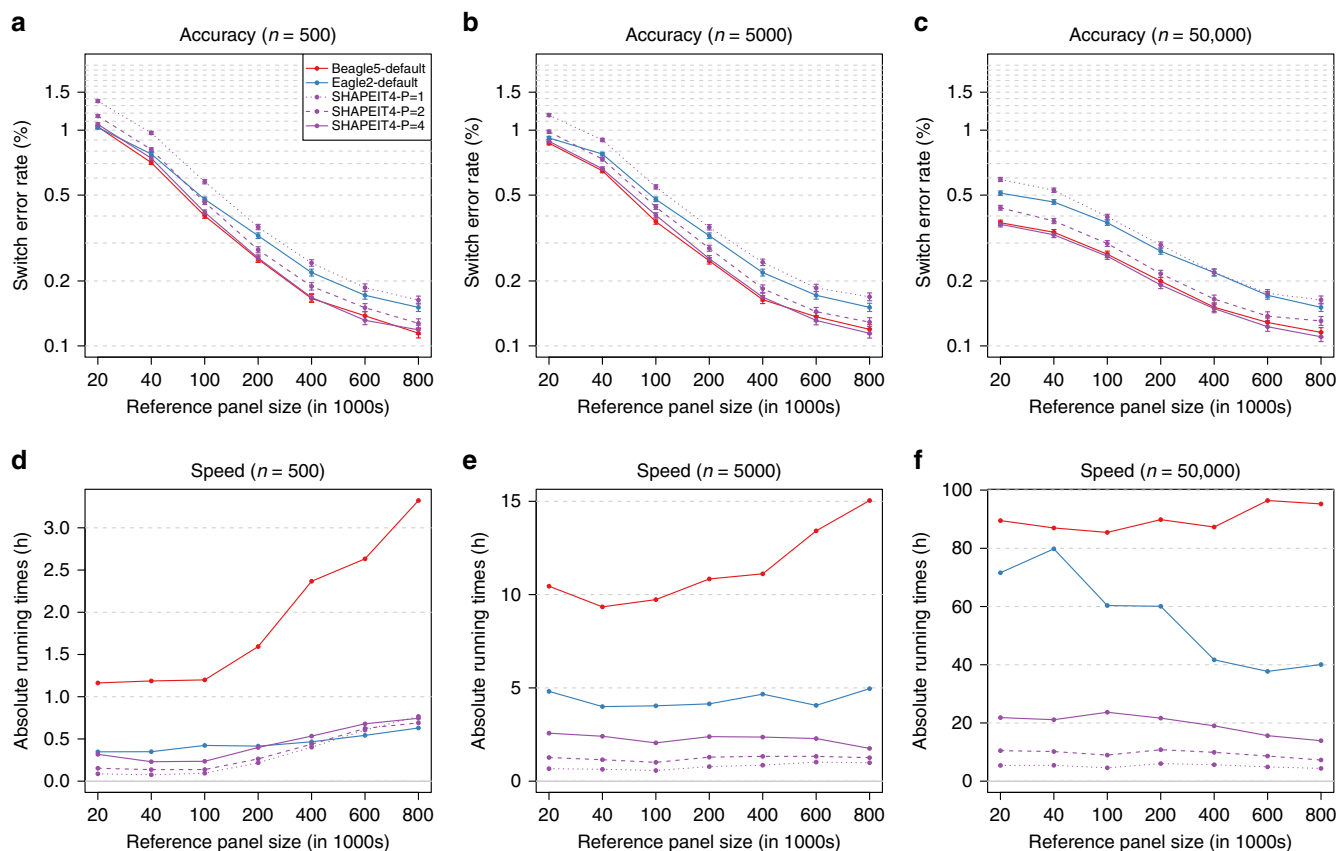 a
Accuracy (n = 500)
Switch error rate (%)
1.5
1
0.5
0.2
0.1
Beagle5-default
Eagle2-default
SHAPEIT4-P=1
SHAPEIT4-P=2
SHAPEIT4-P=4
20 40 100 200 400 600 800
Reference panel size (in 1000s)
b
Accuracy (n = 5000)
Switch error rate (%)
1.5
1
0.5
0.2
0.1
20 40 100 200 400 600 800
Reference panel size (in 1000s)
c
Accuracy (n = 50,000)
Switch error rate (%)
1.5
1
0.5
0.2
0.1
20 40 100 200 400 600 800
Reference panel size (in 1000s)
d
Speed (n = 500)
Absolute running times (h)
3.0
2.5
2.0
1.5
1.0
0.5
0.0
20 40 100 200 400 600 800
Reference panel size (in 1000s)
e
Speed (n = 5000)
Absolute running times (h)
15
10
5
0
20 40 100 200 400 600 800
Reference panel size (in 1000s)
f
Speed (n = 50,000)
Absolute running times (h)
100
80
60
40
20
0
20 40 100 200 400 600 800
Reference panel size (in 1000s)